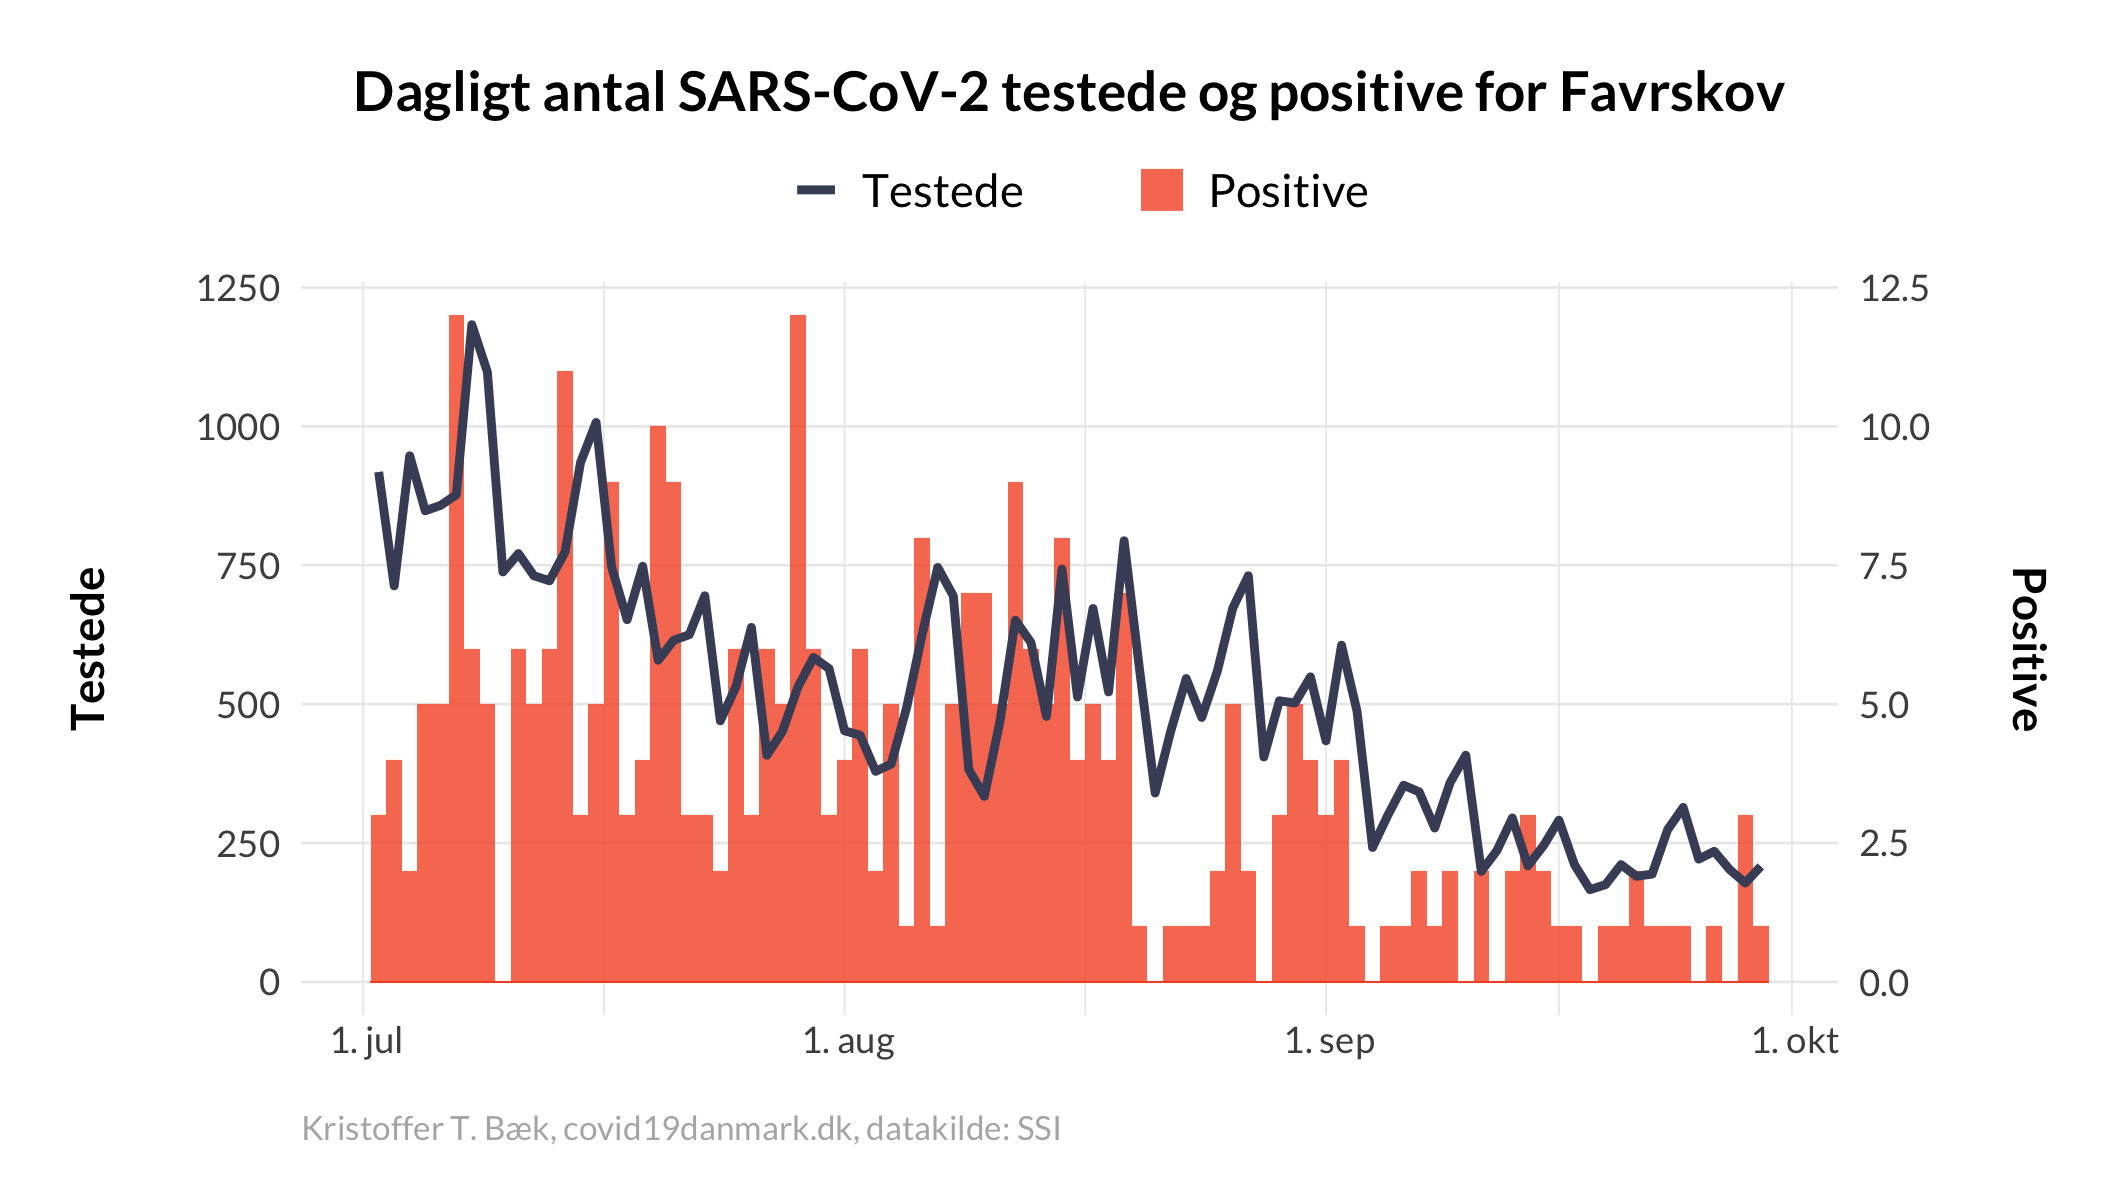 Dagligt antal SARS-CoV-2 testede og positive for Favrskov
Testede
Positive
1250
1000
750
500
250
0
12.5
10.0
7.5
5.0
2.5
0.0
Testede
Positive
1. jul
1. aug
1. sep
1. okt
Kristoffer T. Bæk, covid19danmark.dk, datakilde: SSI